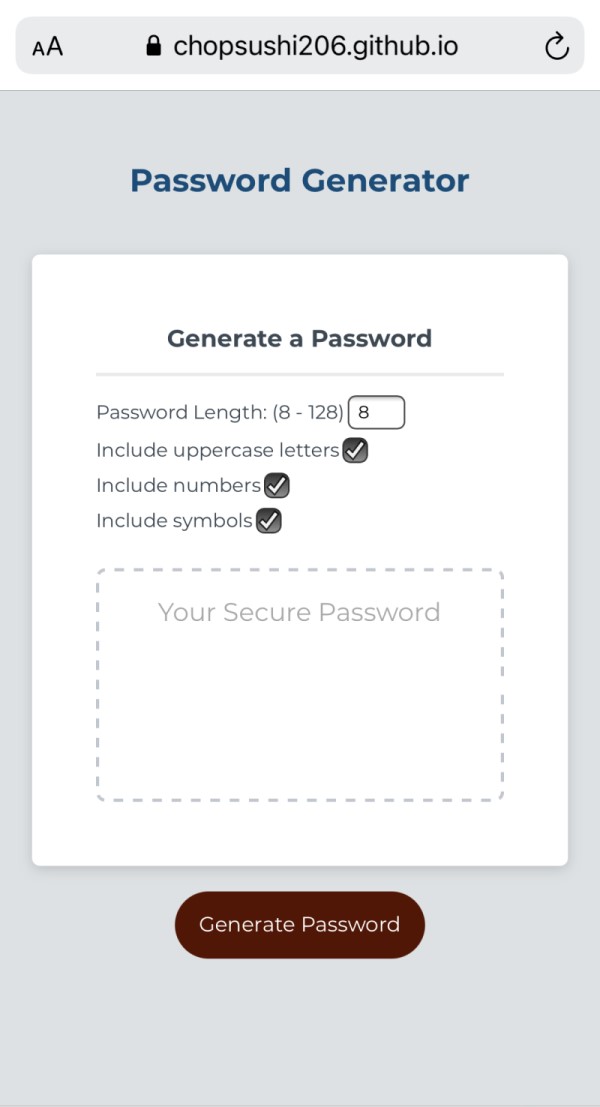 AA chopsushi206.github.io
Password Generator
Generate a Password
Password Length: (8 - 128) 8
Include uppercase letters
Include numbers
Include symbols
Your Secure Password
Generate Password